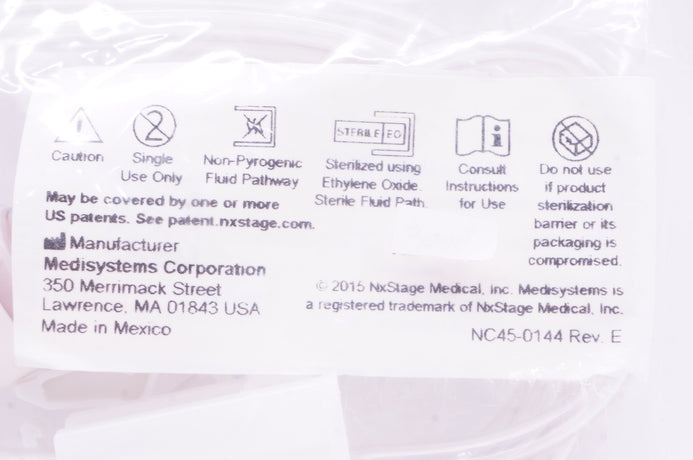 Caution
Single
Use Only
Non-Pyrogenic
Fluid Pathway
STERILE EO
Sterilized using
Ethylene Oxide.
Sterile Fluid Path.
Consult
Instructions
for Use
Do not use
if product
sterilization
barrier or its
packaging is
compromised.
May be covered by one or more
US patents. See patent.nxstage.com.
Manufacturer
Medisystems Corporation
350 Merrimack Street
Lawrence, MA 01843 USA
Made in Mexico
© 2015 NxStage Medical, Inc. Medisystems is
a registered trademark of NxStage Medical, Inc.
NC45-0144 Rev. E